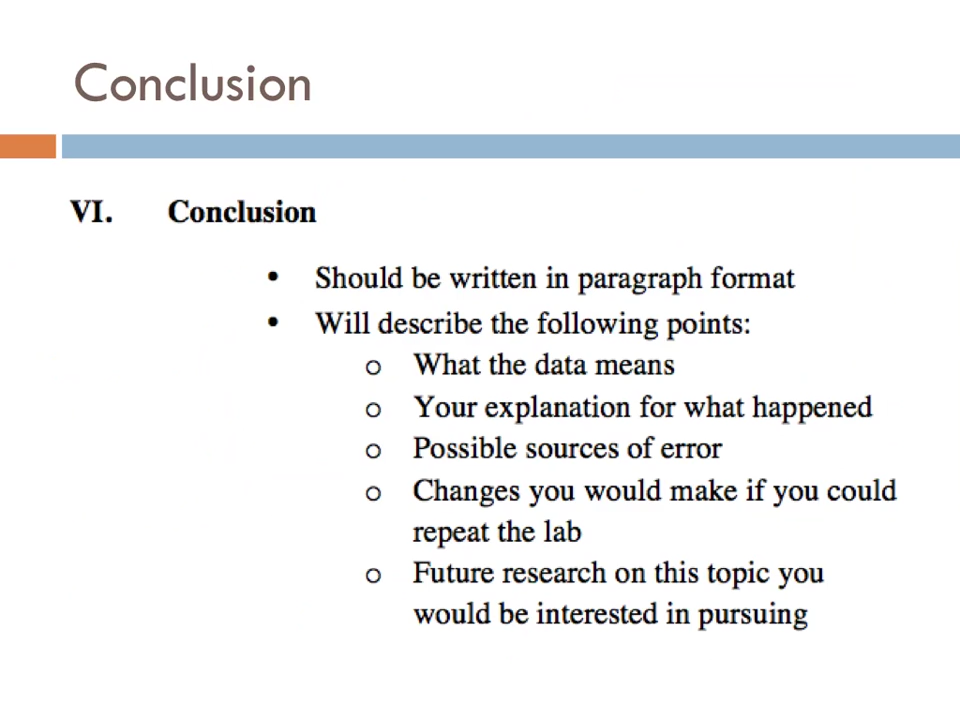 Conclusion
VI. Conclusion
• Should be written in paragraph format
• Will describe the following points:
o What the data means
o Your explanation for what happened
o Possible sources of error
o Changes you would make if you could
repeat the lab
o Future research on this topic you
would be interested in pursuing